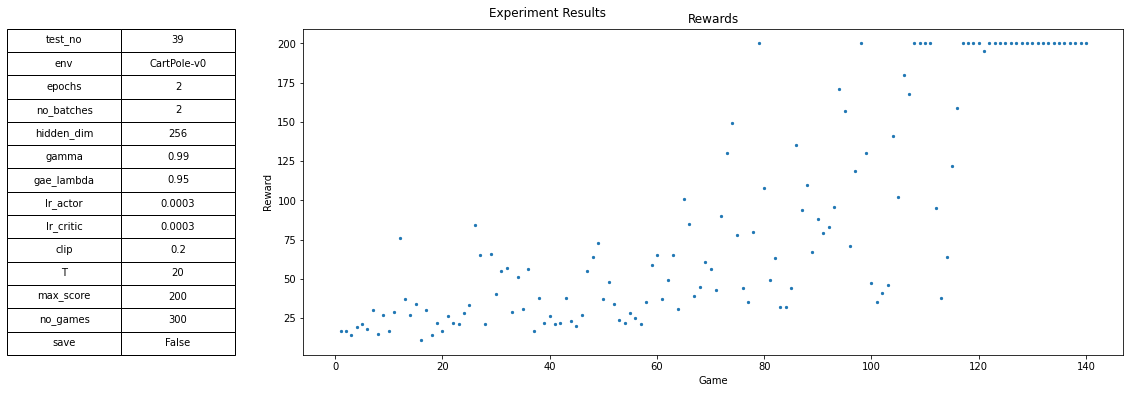 Experiment Results
test_no 39
env CartPole-v0
epochs 2
no_batches 2
hidden_dim 256
gamma 0.99
gae_lambda 0.95
lr_actor 0.0003
lr_critic 0.0003
clip 0.2
T 20
max_score 200
no_games 300
save False
Rewards
Reward
200
175
150
125
100
75
50
25
0 20 40 60 80 100 120 140
Game